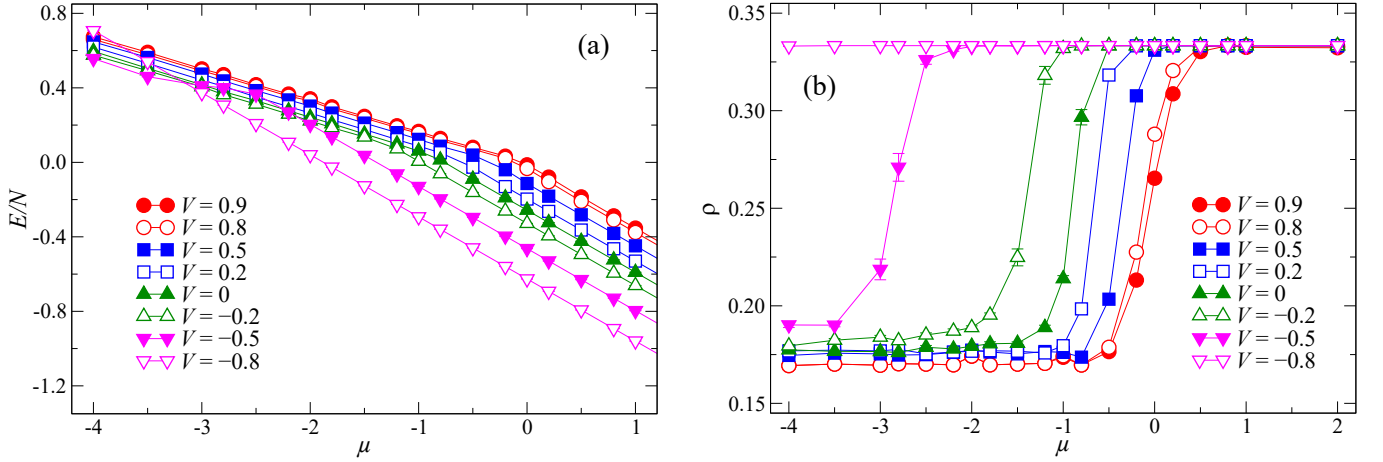 (a)
E/N
0.8
0.4
0.0
-0.4
-0.8
-1.2
V = 0.9
V = 0.8
V = 0.5
V = 0.2
V = 0
V = −0.2
V = −0.5
V = −0.8
-4 -3 -2 -1 0 1
μ
(b)
ρ
0.35
0.30
0.25
0.20
0.15
V = 0.9
V = 0.8
V = 0.5
V = 0.2
V = 0
V = −0.2
V = −0.5
V = −0.8
-4 -3 -2 -1 0 1 2
μ